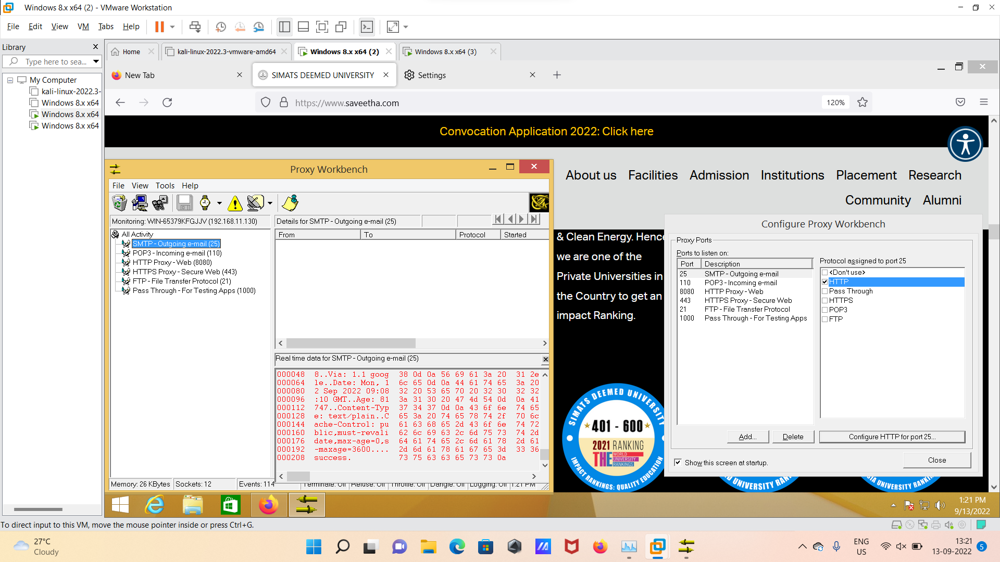 Windows 8.x x64 (2) - VMware Workstation
File Edit View VM Tabs Help
Library
Type here to sea...
My Computer
kali-linux-2022.3-
Windows 8.x x64
Windows 8.x x64
Windows 8.x x64
Home
kali-linux-2022.3-vmware-amd64
Windows 8.x x64 (2)
Windows 8.x x64 (3)
New Tab
SIMATS DEEMED UNIVERSITY
Settings
https://www.saveetha.com
120%
Convocation Application 2022: Click here
About us Facilities Admission Institutions Placement Research
Community Alumni
& Clean Energy. Hence
we are one of the
Private Universities in
the Country to get an
impact Ranking.
SIMATS DEEMED UNIVERSITY
401 - 600
2021 RANKING
THE WORLD UNIVERSITY RANKINGS
IMPACT RANKINGS: QUALITY EDUCATION
Proxy Workbench
File View Tools Help
Monitoring: WIN-65379KFGJJV (192.168.11.130)
All Activity
SMTP - Outgoing e-mail (25)
POP3 - Incoming e-mail (110)
HTTP Proxy - Web (8080)
HTTPS Proxy - Secure Web (443)
FTP - File Transfer Protocol (21)
Pass Through - For Testing Apps (1000)
Details for SMTP - Outgoing e-mail (25)
From To Protocol Started
Real time data for SMTP - Outgoing e-mail (25)
000048 8..Via: 1.1 goog 38 0d 0a 56 69 61 3a 20 31 2e
000064 le..Date: Mon, 1 6c 65 0d 0a 44 61 74 65 3a 20
000080 2 Sep 2022 09:08 32 20 53 65 70 20 32 30 32 32
000096 :10 GMT..Age: 81 3a 31 30 20 47 4d 54 0d 0a 41
000112 747..Content-Typ 37 34 37 0d 0a 43 6f 6e 74 65
000128 e: text/plain..C 65 3a 20 74 65 78 74 2f 70 6c
000144 ache-Control: pu 61 63 68 65 2d 43 6f 6e 74 72
000160 blic,must-revali 62 6c 69 63 2c 6d 75 73 74 2d
000176 date,max-age=0,s 64 61 74 65 2c 6d 61 78 2d 61
000192 -maxage=3600.... 2d 6d 61 78 61 67 65 3d 33 36
000208 success. 73 75 63 63 65 73 73 0a
Memory: 26 KBytes Sockets: 12 Events: 114 Terminate: Off Refuse: Off Throttle: Off Dangle: Off Logging: Off 1:21 PM
Configure Proxy Workbench
Proxy Ports
Ports to listen on:
Port Description
25 SMTP - Outgoing e-mail
110 POP3 - Incoming e-mail
8080 HTTP Proxy - Web
443 HTTPS Proxy - Secure Web
21 FTP - File Transfer Protocol
1000 Pass Through - For Testing Apps
Protocol assigned to port 25
<Don't use>
HTTP
Pass Through
HTTPS
POP3
FTP
Add... Delete Configure HTTP for port 25...
Show this screen at startup.
Close
1:21 PM
9/13/2022
To direct input to this VM, move the mouse pointer inside or press Ctrl+G.
27°C
Cloudy
ENG
US
13:21
13-09-2022
5